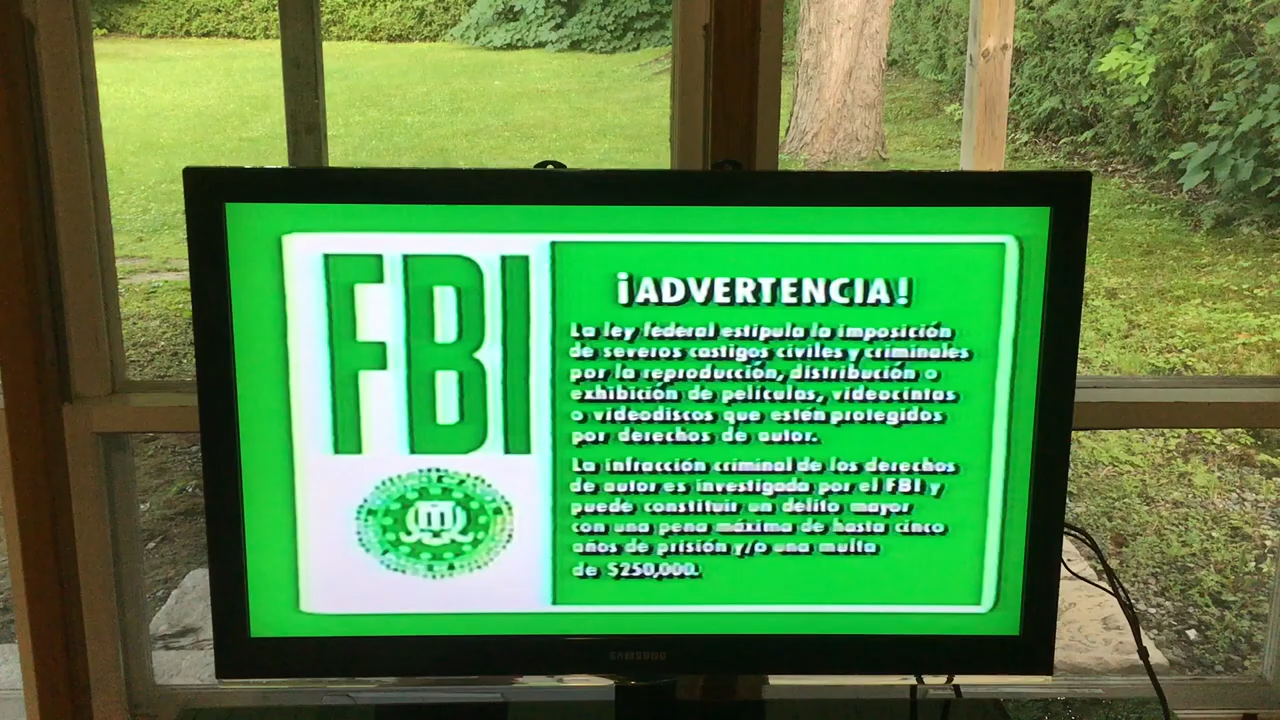 FBI
¡ADVERTENCIA!
La ley federal estipula la imposición
de severos castigos civiles y criminales
por la reproducción, distribución o
exhibición de películas, videocintas
o videodiscos que estén protegidos
por derechos de autor.
La infracción criminal de los derechos
de autor es investigada por el FBI y
puede constituir un delito mayor
con una pena máxima de hasta cinco
años de prisión y/o una multa
de $250,000.
SAMSUNG